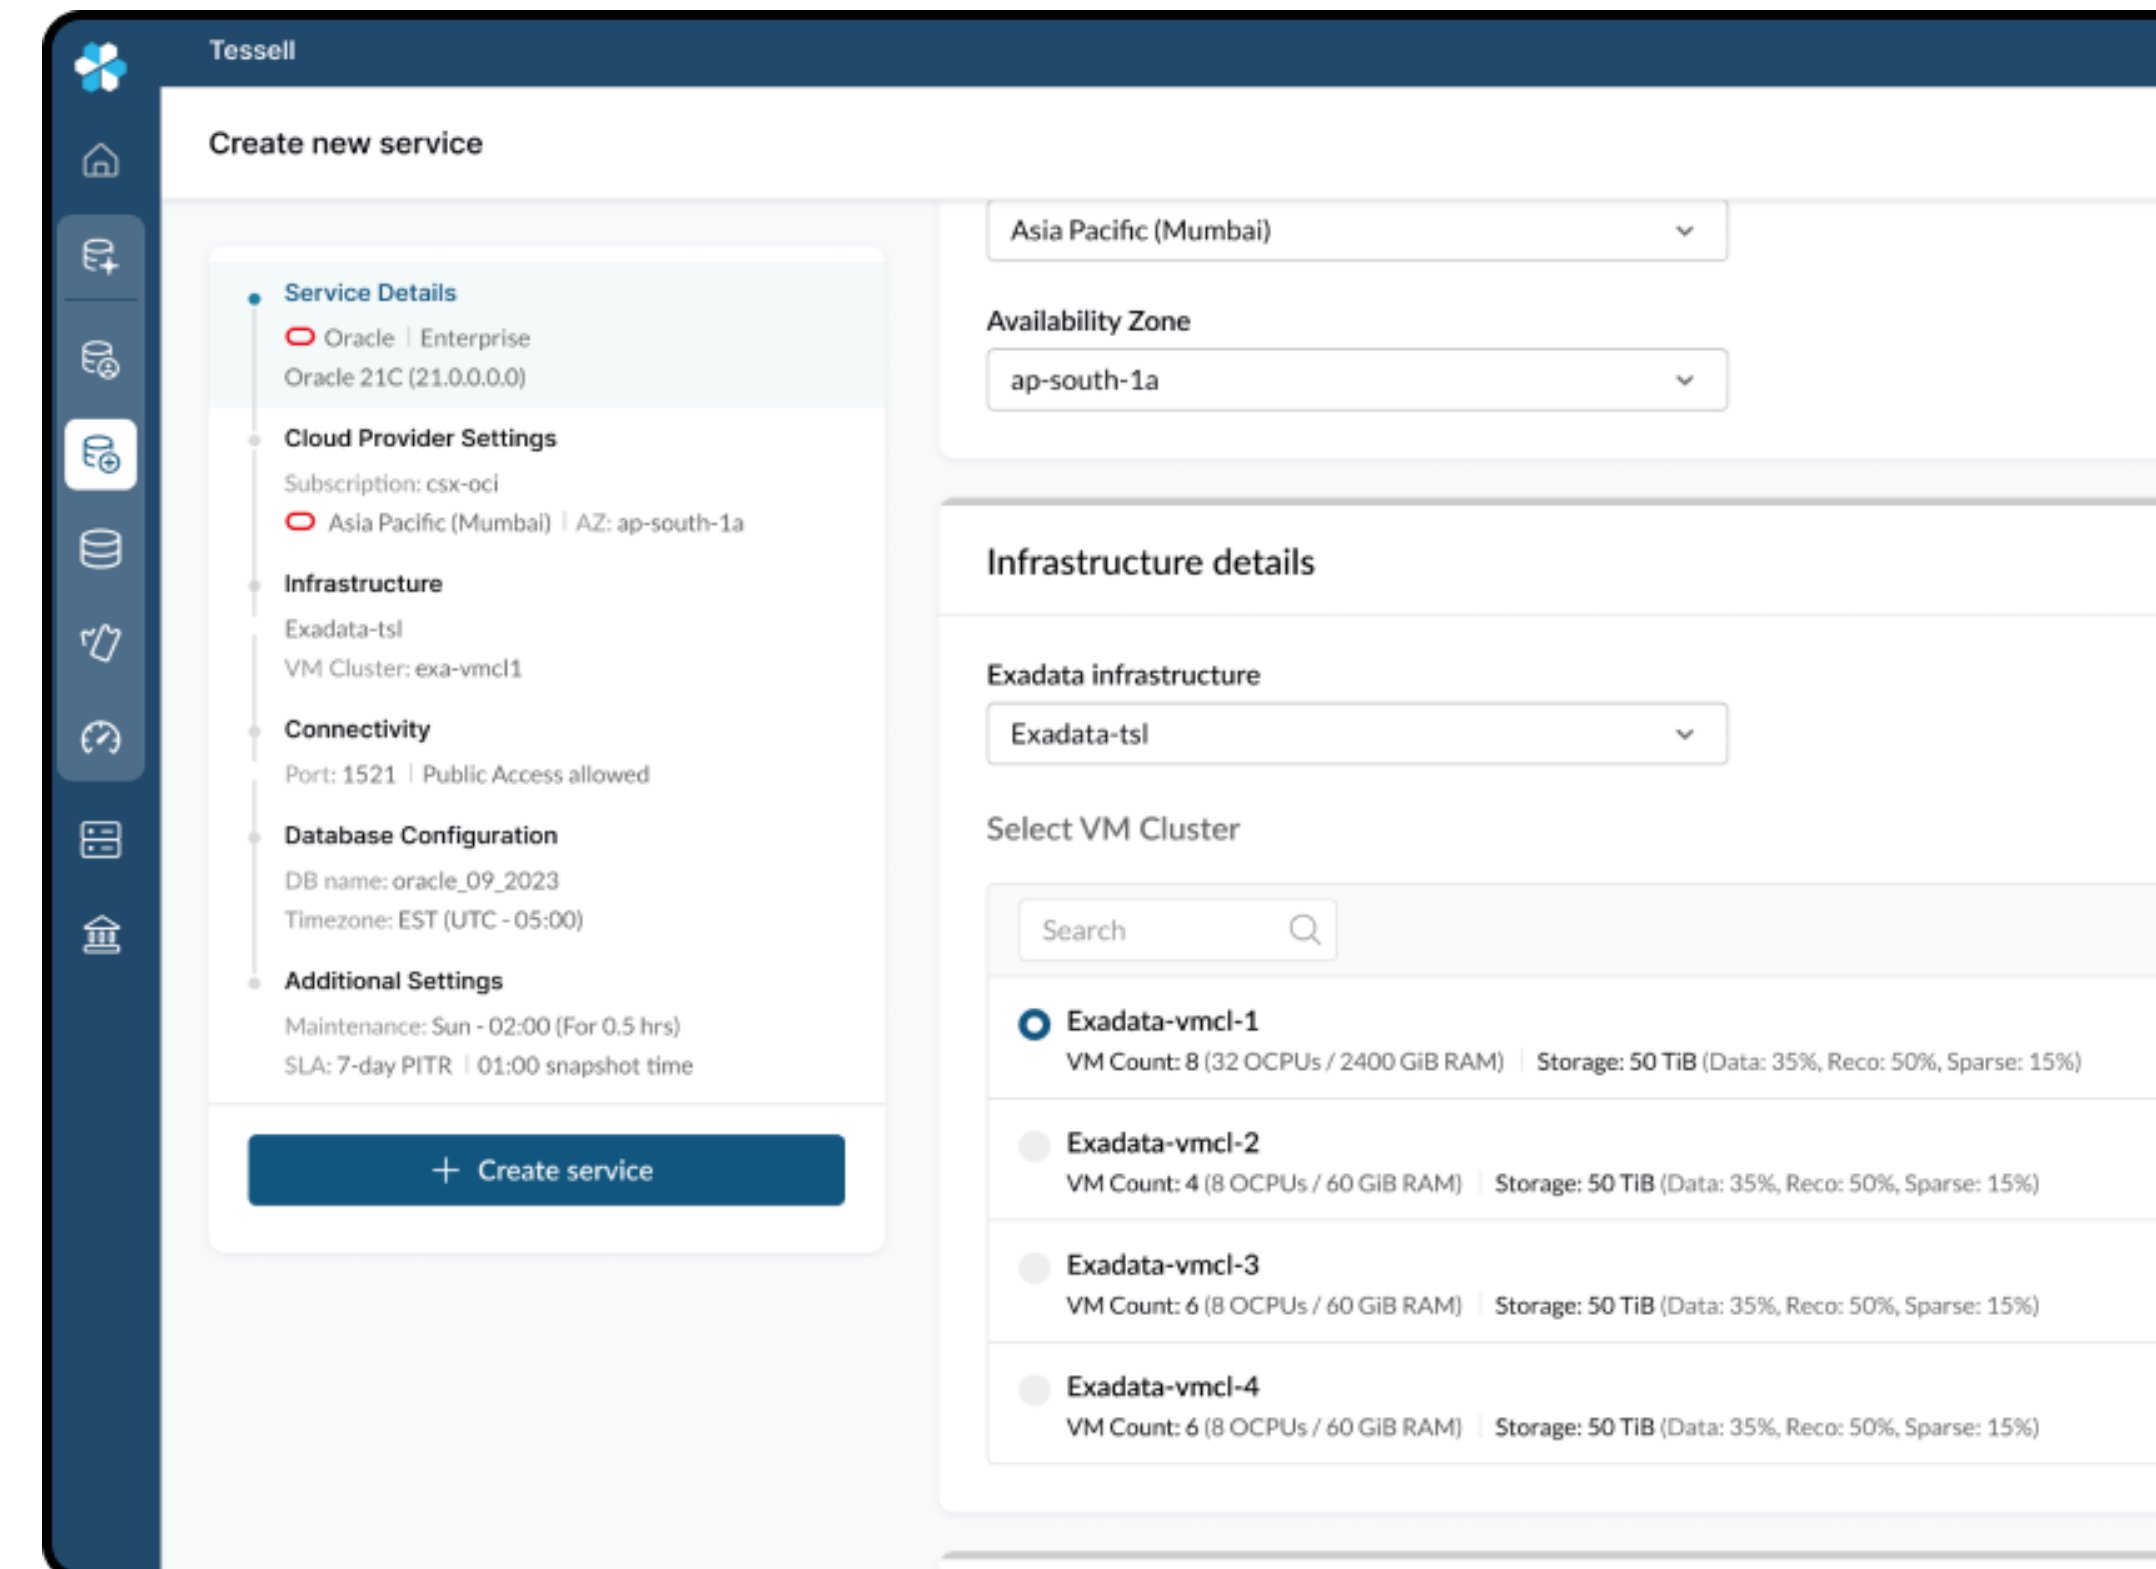 Tessell
Create new service
Service Details
Oracle | Enterprise
Oracle 21C (21.0.0.0.0)
Cloud Provider Settings
Subscription: csx-oci
Asia Pacific (Mumbai) | AZ: ap-south-1a
Infrastructure
Exadata-tsl
VM Cluster: exa-vmcl1
Connectivity
Port: 1521 | Public Access allowed
Database Configuration
DB name: oracle_09_2023
Timezone: EST (UTC - 05:00)
Additional Settings
Maintenance: Sun - 02:00 (For 0.5 hrs)
SLA: 7-day PITR | 01:00 snapshot time
+ Create service
Asia Pacific (Mumbai)
Availability Zone
ap-south-1a
Infrastructure details
Exadata infrastructure
Exadata-tsl
Select VM Cluster
Search
Exadata-vmcl-1
VM Count: 8 (32 OCPUs / 2400 GiB RAM) | Storage: 50 TiB (Data: 35%, Reco: 50%, Sparse: 15%)
Exadata-vmcl-2
VM Count: 4 (8 OCPUs / 60 GiB RAM) | Storage: 50 TiB (Data: 35%, Reco: 50%, Sparse: 15%)
Exadata-vmcl-3
VM Count: 6 (8 OCPUs / 60 GiB RAM) | Storage: 50 TiB (Data: 35%, Reco: 50%, Sparse: 15%)
Exadata-vmcl-4
VM Count: 6 (8 OCPUs / 60 GiB RAM) | Storage: 50 TiB (Data: 35%, Reco: 50%, Sparse: 15%)